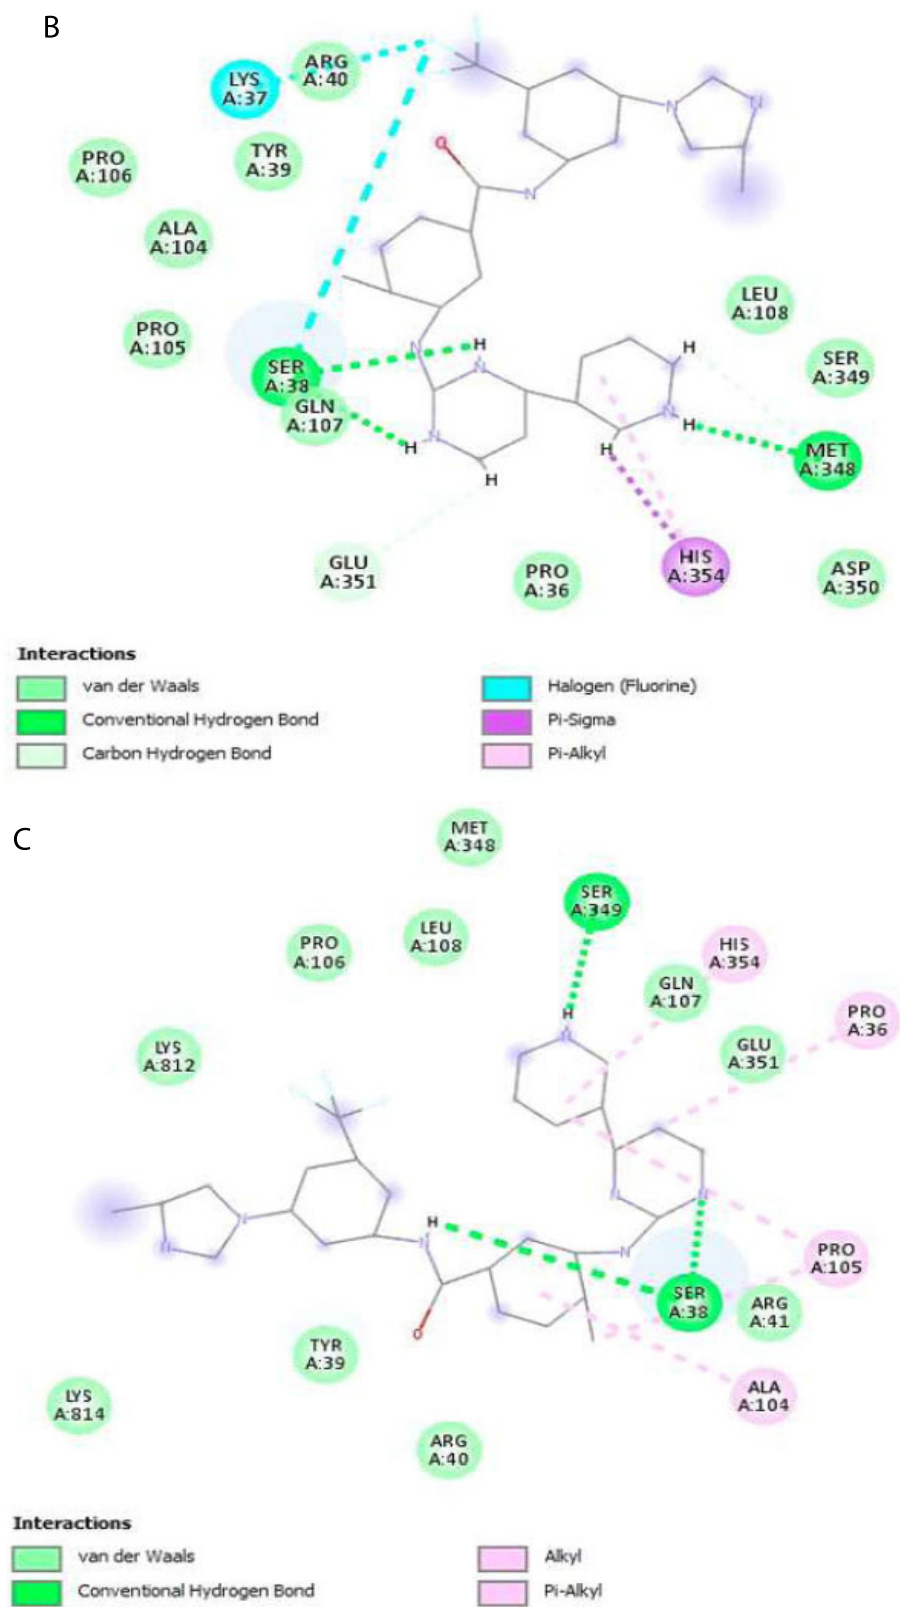 B
LYS
A:37
ARG
A:40
PRO
A:106
TYR
A:39
ALA
A:104
PRO
A:105
SER
A:38
GLN
A:107
GLU
A:351
PRO
A:36
HIS
A:354
ASP
A:350
MET
A:348
SER
A:349
LEU
A:108
O
N
N
N
N
N
H
N
N
H
H
N
H
N
H
H
Interactions
van der Waals
Conventional Hydrogen Bond
Carbon Hydrogen Bond
Halogen (Fluorine)
Pi-Sigma
Pi-Alkyl
C
MET
A:348
SER
A:349
PRO
A:106
LEU
A:108
HIS
A:354
GLN
A:107
PRO
A:36
LYS
A:812
GLU
A:351
H
N
N
N
N
N
H
N
N
N
O
PRO
A:105
SER
A:38
ARG
A:41
TYR
A:39
ALA
A:104
LYS
A:814
ARG
A:40
Interactions
van der Waals
Conventional Hydrogen Bond
Alkyl
Pi-Alkyl